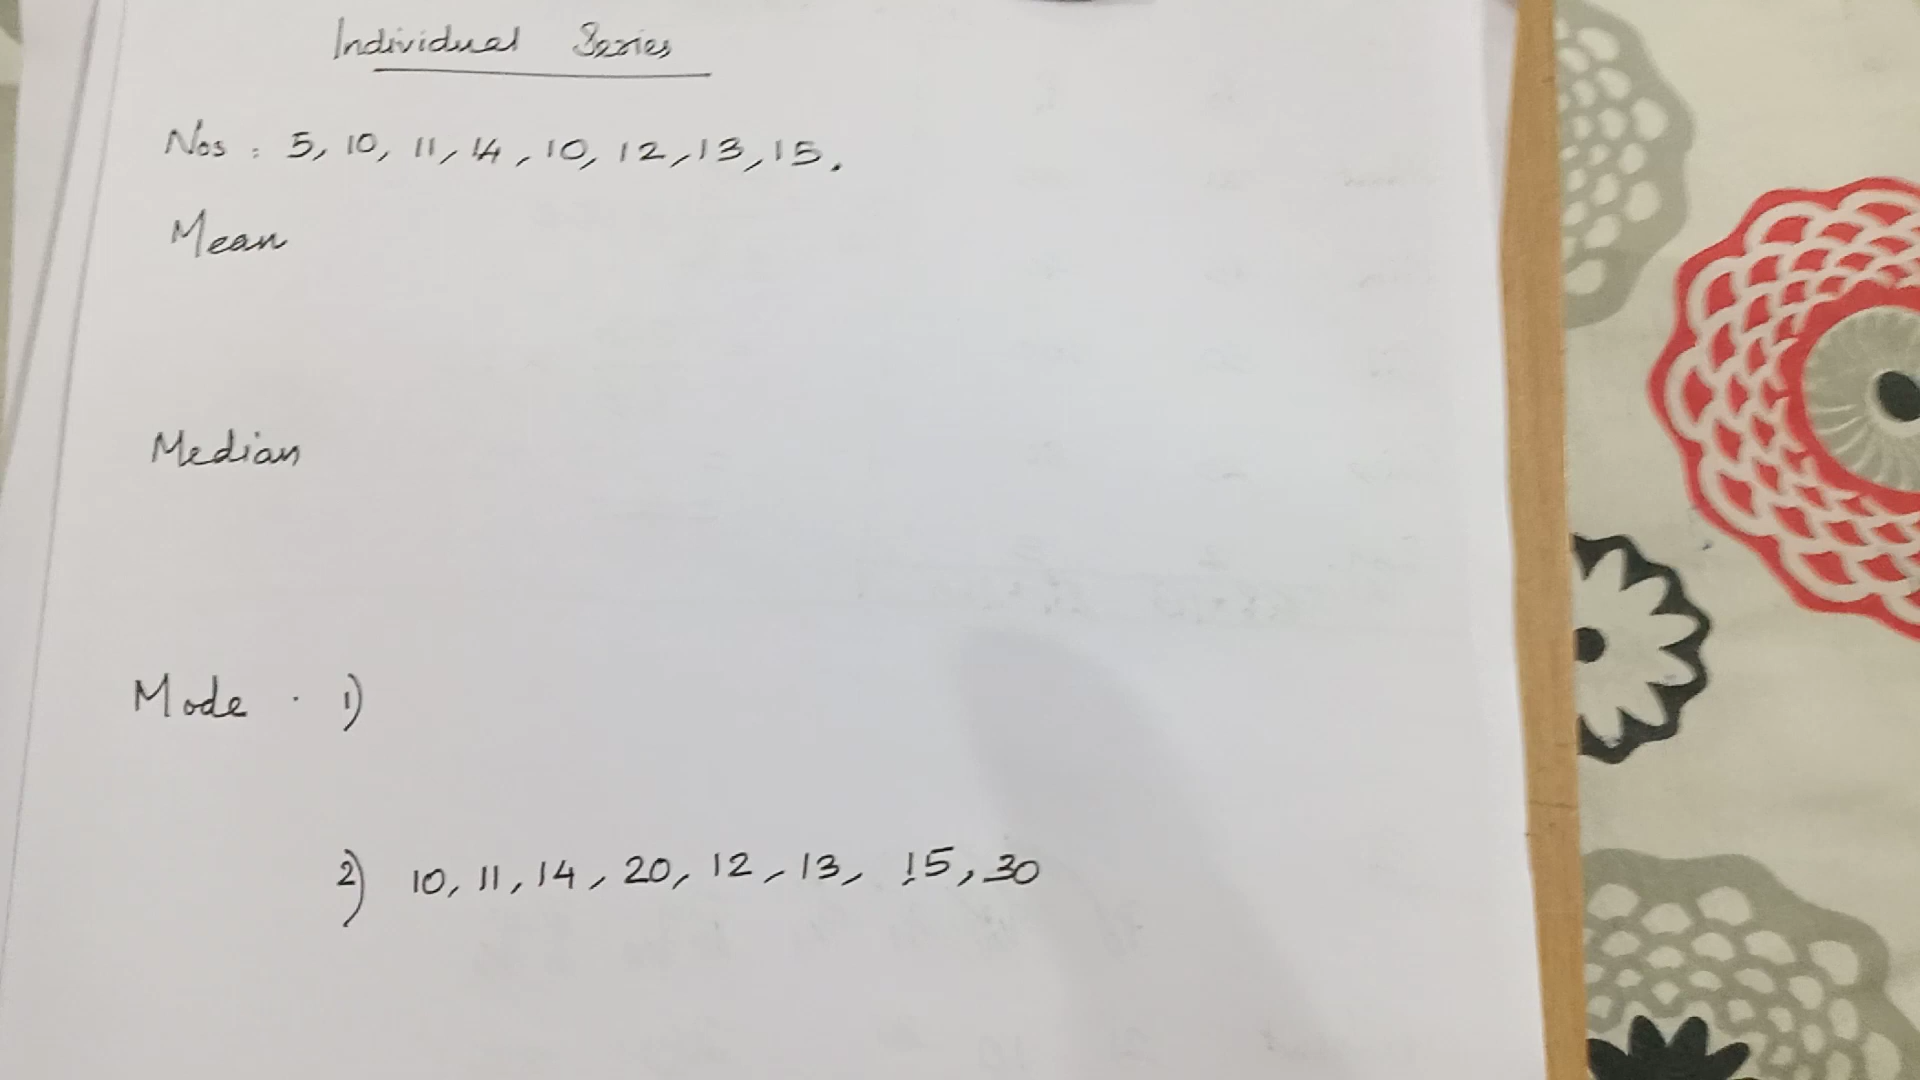 Individual Series
Nos : 5, 10, 11, 14, 10, 12, 13, 15.
Mean
Median
Mode . 1)
2) 10, 11, 14, 20, 12, 13, 15, 30